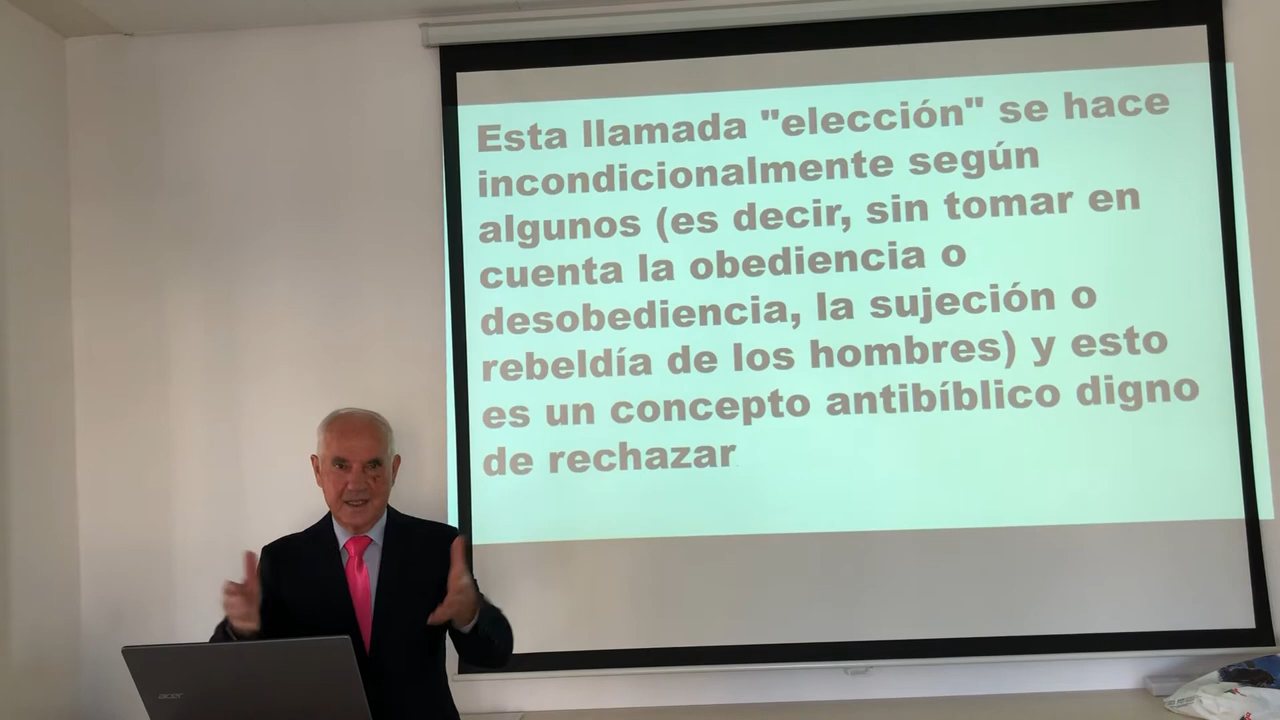 Esta llamada "elección" se hace
incondicionalmente según
algunos (es decir, sin tomar en
cuenta la obediencia o
desobediencia, la sujeción o
rebeldía de los hombres) y esto
es un concepto antibíblico digno
de rechazar
acer